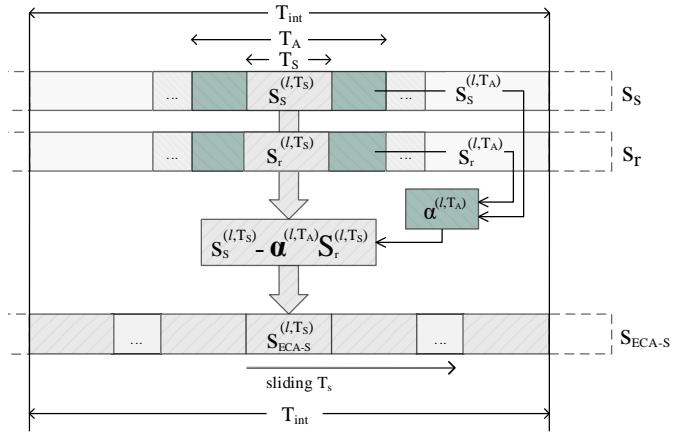 T_int
T_A
T_S
... s_S^(l,T_S) ... s_S^(l,T_A) s_s
... s_r^(l,T_S) ... s_r^(l,T_A) s_r
α^(l,T_A)
s_S^(l,T_S) - α^(l,T_A) S_r^(l,T_S)
... s_ECA-S^(l,T_S) ... s_ECA-S
sliding T_s
T_int